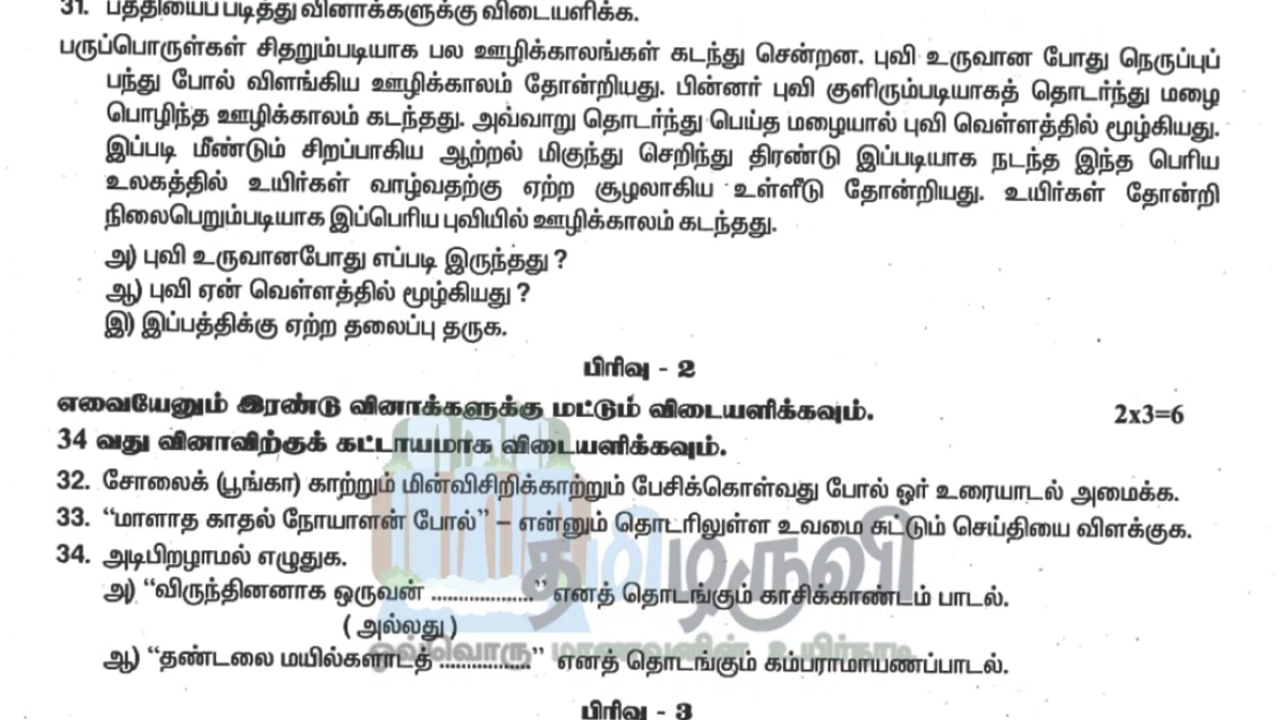 31. பத்தியைப் படித்து வினாக்களுக்கு விடையளிக்க.
பருப்பொருள்கள் சிதறும்படியாக பல ஊழிக்காலங்கள் கடந்து சென்றன. புவி உருவான போது நெருப்புப்
பந்து போல் விளங்கிய ஊழிக்காலம் தோன்றியது. பின்னர் புவி குளிரும்படியாகத் தொடர்ந்து மழை
பொழிந்த ஊழிக்காலம் கடந்தது. அவ்வாறு தொடர்ந்து பெய்த மழையால் புவி வெள்ளத்தில் மூழ்கியது.
இப்படி மீண்டும் சிறப்பாகிய ஆற்றல் மிகுந்து செறிந்து திரண்டு இப்படியாக நடந்த இந்த பெரிய
உலகத்தில் உயிர்கள் வாழ்வதற்கு ஏற்ற சூழலாகிய உள்ளீடு தோன்றியது. உயிர்கள் தோன்றி
நிலைபெறும்படியாக இப்பெரிய புவியில் ஊழிக்காலம் கடந்தது.
அ) புவி உருவானபோது எப்படி இருந்தது ?
ஆ) புவி ஏன் வெள்ளத்தில் மூழ்கியது ?
இ) இப்பத்திக்கு ஏற்ற தலைப்பு தருக.
பிரிவு - 2
எவையேனும் இரண்டு வினாக்களுக்கு மட்டும் விடையளிக்கவும். 2x3=6
34 வது வினாவிற்குக் கட்டாயமாக விடையளிக்கவும்.
32. சோலைக் (பூங்கா) காற்றும் மின்விசிறிக்காற்றும் பேசிக்கொள்வது போல் ஓர் உரையாடல் அமைக்க.
33. “மாளாத காதல் நோயாளன் போல்” – என்னும் தொடரிலுள்ள உவமை சுட்டும் செய்தியை விளக்குக.
34. அடிபிறழாமல் எழுதுக.
அ) “விருந்தினனாக ஒருவன் ...................” எனத் தொடங்கும் காசிக்காண்டம் பாடல்.
( அல்லது )
ஆ) “தண்டலை மயில்களாடத் .................” எனத் தொடங்கும் கம்பராமாயணப்பாடல்.
தமிழருவி
ஒவ்வொரு மாணவனின் உயிர்நாடி
பிரிவு - 3